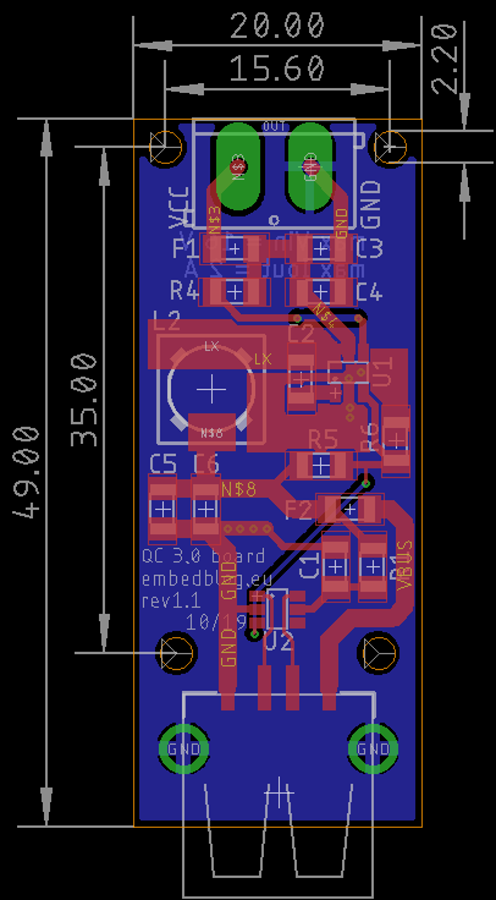 20.00
15.60
2.20
OUT
N$3
GND
VCC
GND
N$3
GND
F1
C3
max Iout = 2 A
R4
C4
N$4
L2
C2
LX
LX
U1
35.00
N$8
R5
R6
49.00
C5
C6
N$8
F2
QC 3.0 board
C1
embedblog.eu
GND
VBUS
rev1.1
10/19
GND
U2
GND
GND